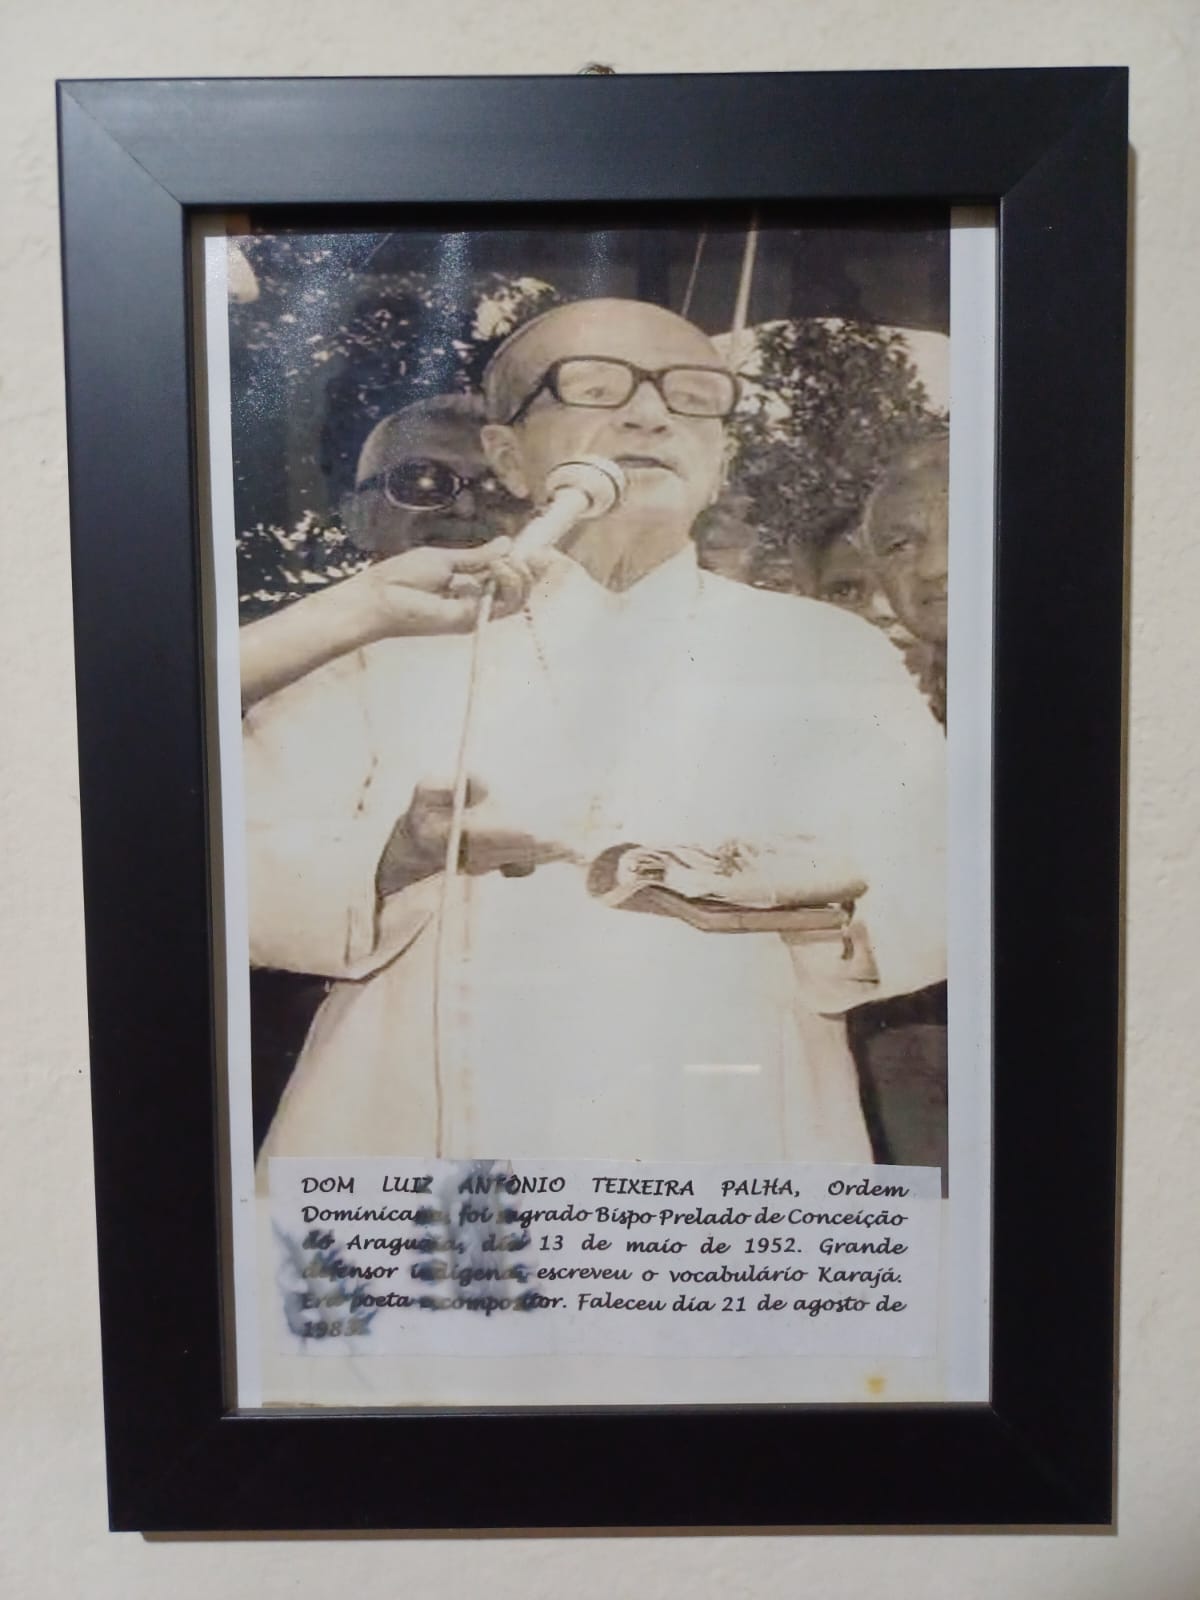 DOM LUIZ ANTÔNIO TEIXEIRA PALHA, Ordem
Dominicana, foi sagrado Bispo Prelado de Conceição
do Araguaia, dia 13 de maio de 1952. Grande
defensor indígena, escreveu o vocabulário Karajá.
Era poeta e compositor. Faleceu dia 21 de agosto de